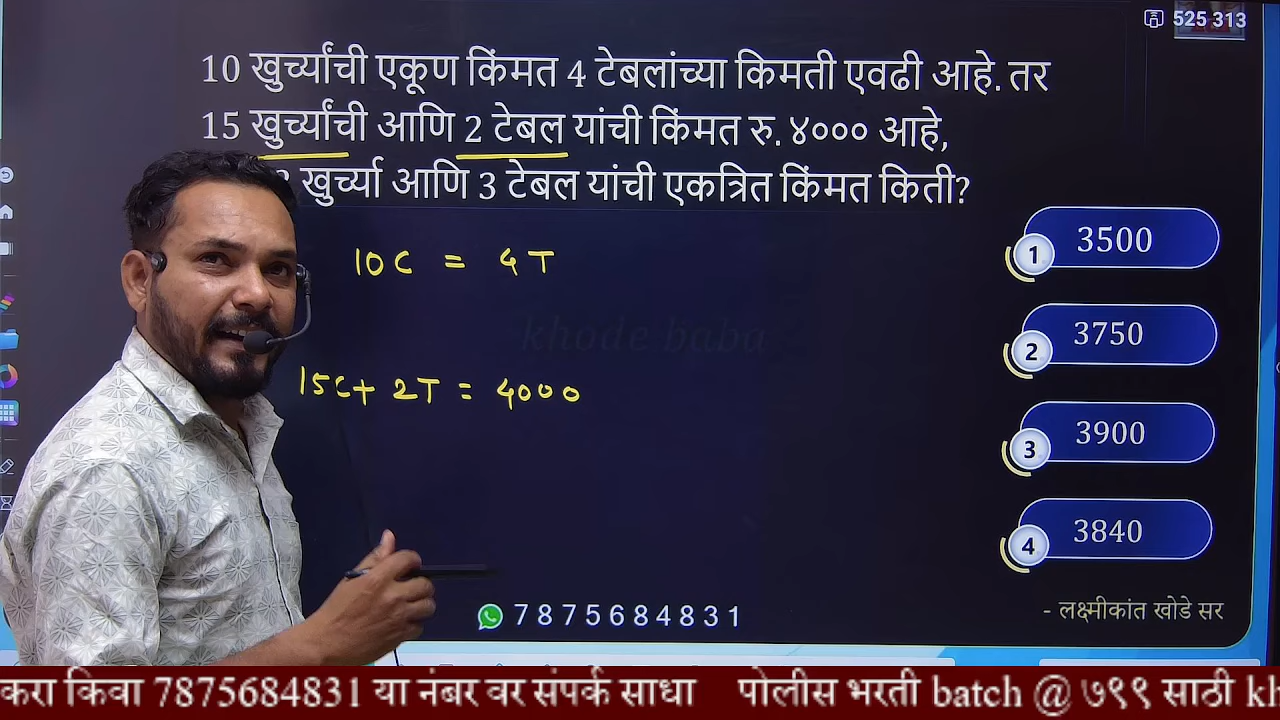 525 313
10 खुर्च्यांची एकूण किंमत 4 टेबलांच्या किमती एवढी आहे. तर
15 खुर्च्यांची आणि 2 टेबल यांची किंमत रु. ४००० आहे,
खुर्च्या आणि 3 टेबल यांची एकत्रित किंमत किती?
10C = 4T
15C+ 2T = 4000
khode baba
1 3500
2 3750
3 3900
4 3840
- लक्ष्मीकांत खोडे सर
7875684831
करा किवा 7875684831 या नंबर वर संपर्क साधा पोलीस भरती batch @ ७९९ साठी